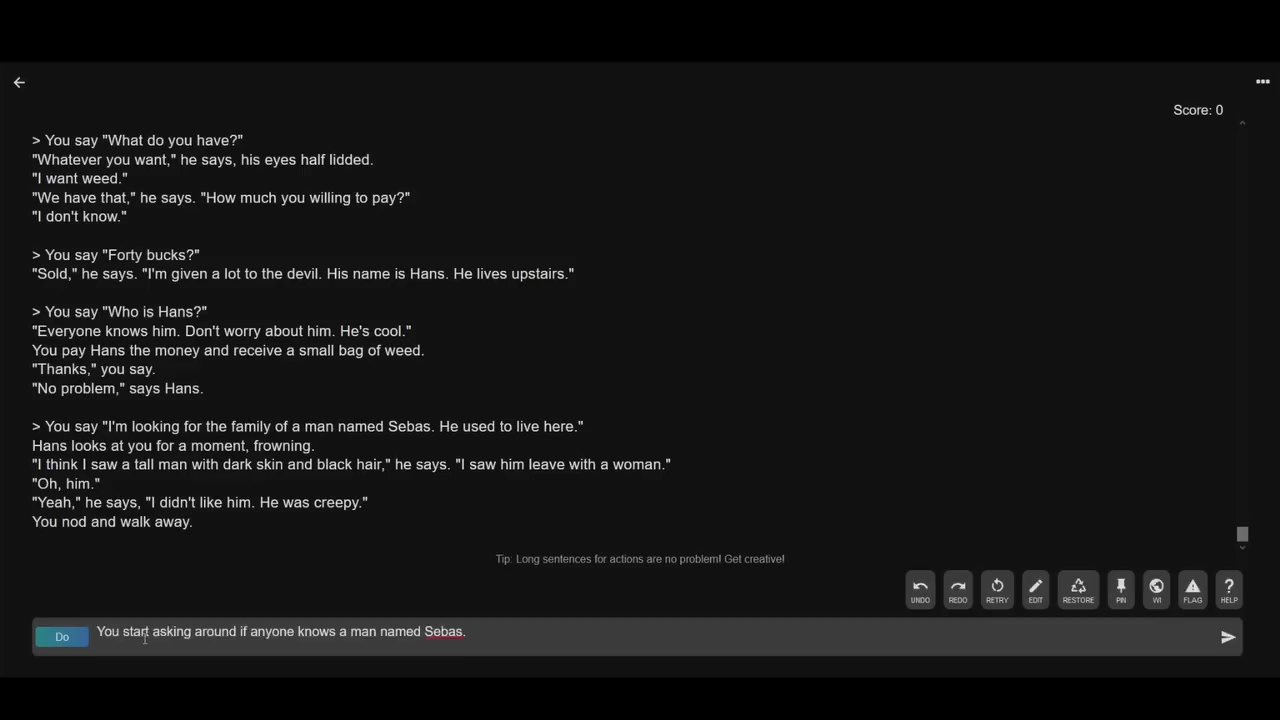 Score: 0
> You say "What do you have?"
"Whatever you want," he says, his eyes half lidded.
"I want weed."
"We have that," he says. "How much you willing to pay?"
"I don't know."
> You say "Forty bucks?"
"Sold," he says. "I'm given a lot to the devil. His name is Hans. He lives upstairs."
> You say "Who is Hans?"
"Everyone knows him. Don't worry about him. He's cool."
You pay Hans the money and receive a small bag of weed.
"Thanks," you say.
"No problem," says Hans.
> You say "I'm looking for the family of a man named Sebas. He used to live here."
Hans looks at you for a moment, frowning.
"I think I saw a tall man with dark skin and black hair," he says. "I saw him leave with a woman."
"Oh, him."
"Yeah," he says, "I didn't like him. He was creepy."
You nod and walk away.
Tip: Long sentences for actions are no problem! Get creative!
UNDO REDO RETRY EDIT RESTORE PIN WI FLAG HELP
Do You start asking around if anyone knows a man named Sebas.